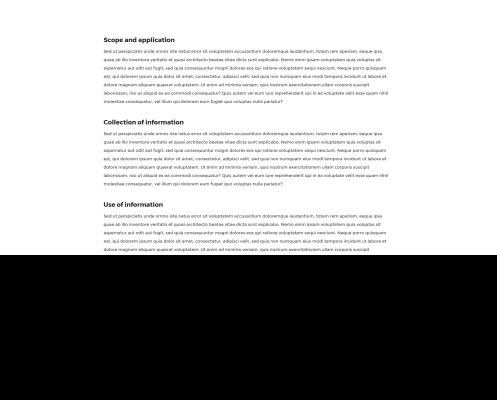 Scope and application
Sed ut perspiciatis unde omnis iste natus error sit voluptatem accusantium doloremque laudantium, totam rem aperiam, eaque ipsa
quae ab illo inventore veritatis et quasi architecto beatae vitae dicta sunt explicabo. Nemo enim ipsam voluptatem quia voluptas sit
aspernatur aut odit aut fugit, sed quia consequuntur magni dolores eos qui ratione voluptatem sequi nesciunt. Neque porro quisquam
est, qui dolorem ipsum quia dolor sit amet, consectetur, adipisci velit, sed quia non numquam eius modi tempora incidunt ut labore et
dolore magnam aliquam quaerat voluptatem. Ut enim ad minima veniam, quis nostrum exercitationem ullam corporis suscipit
laboriosam, nisi ut aliquid ex ea commodi consequatur? Quis autem vel eum iure reprehenderit qui in ea voluptate velit esse quam nihil
molestiae consequatur, vel illum qui dolorem eum fugiat quo voluptas nulla pariatur?
Collection of information
Sed ut perspiciatis unde omnis iste natus error sit voluptatem accusantium doloremque laudantium, totam rem aperiam, eaque ipsa
quae ab illo inventore veritatis et quasi architecto beatae vitae dicta sunt explicabo. Nemo enim ipsam voluptatem quia voluptas sit
aspernatur aut odit aut fugit, sed quia consequuntur magni dolores eos qui ratione voluptatem sequi nesciunt. Neque porro quisquam
est, qui dolorem ipsum quia dolor sit amet, consectetur, adipisci velit, sed quia non numquam eius modi tempora incidunt ut labore et
dolore magnam aliquam quaerat voluptatem. Ut enim ad minima veniam, quis nostrum exercitationem ullam corporis suscipit
laboriosam, nisi ut aliquid ex ea commodi consequatur? Quis autem vel eum iure reprehenderit qui in ea voluptate velit esse quam nihil
molestiae consequatur, vel illum qui dolorem eum fugiat quo voluptas nulla pariatur?
Use of information
Sed ut perspiciatis unde omnis iste natus error sit voluptatem accusantium doloremque laudantium, totam rem aperiam, eaque ipsa
quae ab illo inventore veritatis et quasi architecto beatae vitae dicta sunt explicabo. Nemo enim ipsam voluptatem quia voluptas sit
aspernatur aut odit aut fugit, sed quia consequuntur magni dolores eos qui ratione voluptatem sequi nesciunt. Neque porro quisquam
est, qui dolorem ipsum quia dolor sit amet, consectetur, adipisci velit, sed quia non numquam eius modi tempora incidunt ut labore et
dolore magnam aliquam quaerat voluptatem. Ut enim ad minima veniam, quis nostrum exercitationem ullam corporis suscipit